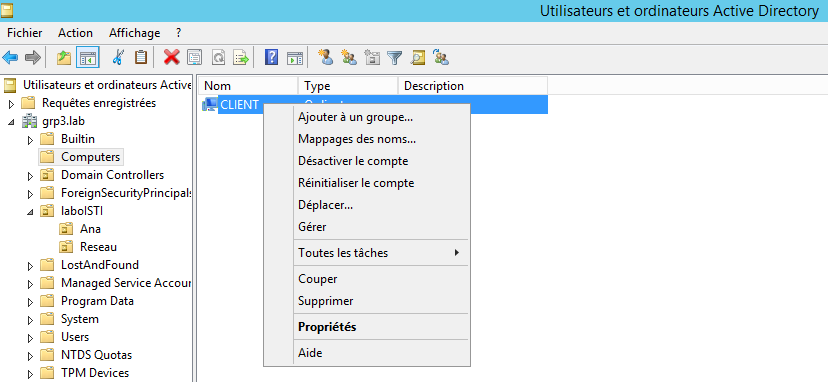 Utilisateurs et ordinateurs Active Directory
Fichier Action Affichage ?
Utilisateurs et ordinateurs Active
Requêtes enregistrées
grp3.lab
Builtin
Computers
Domain Controllers
ForeignSecurityPrincipals
laboISTI
Ana
Reseau
LostAndFound
Managed Service Accour
Program Data
System
Users
NTDS Quotas
TPM Devices
Nom Type Description
CLIENT
Ajouter à un groupe...
Mappages des noms...
Désactiver le compte
Réinitialiser le compte
Déplacer...
Gérer
Toutes les tâches
Couper
Supprimer
Propriétés
Aide